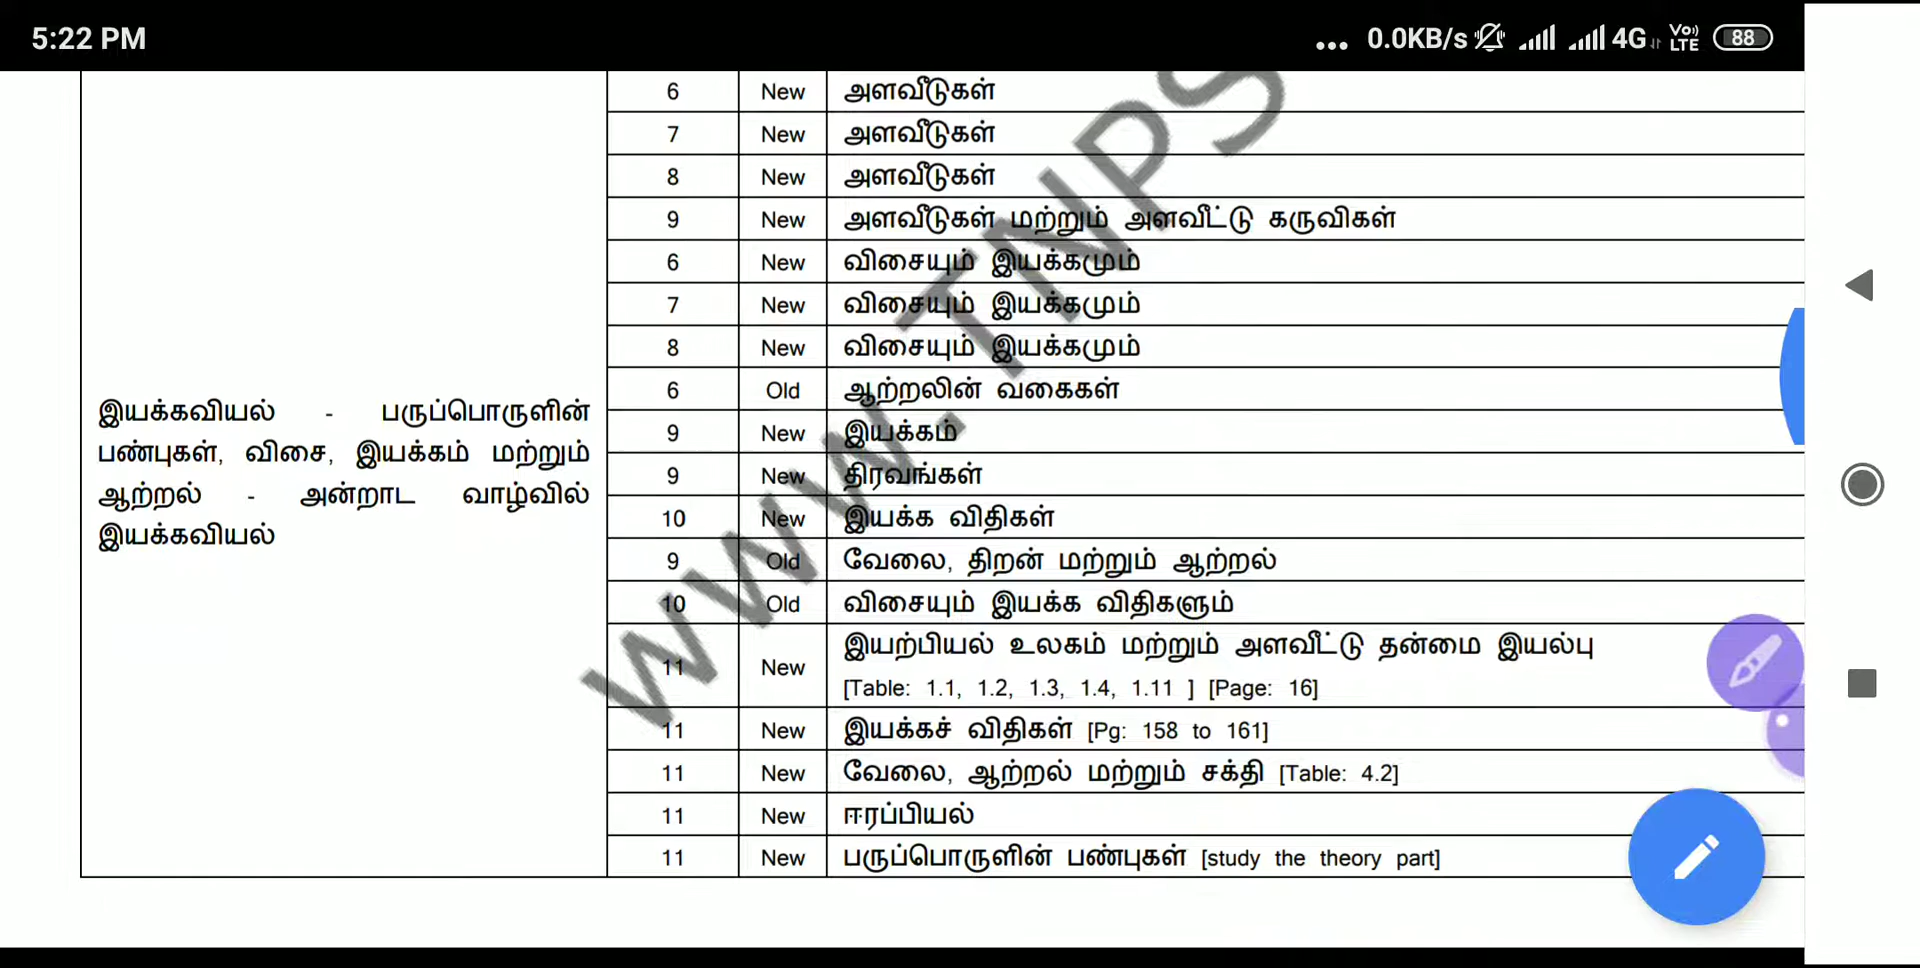 5:22 PM
... 0.0KB/s 4G Vo) LTE 88
6 New அளவீடுகள்
7 New அளவீடுகள்
8 New அளவீடுகள்
9 New அளவீடுகள் மற்றும் அளவீட்டு கருவிகள்
6 New விசையும் இயக்கமும்
7 New விசையும் இயக்கமும்
8 New விசையும் இயக்கமும்
6 Old ஆற்றலின் வகைகள்
இயக்கவியல் - பருப்பொருளின்
பண்புகள், விசை, இயக்கம் மற்றும்
ஆற்றல் - அன்றாட வாழ்வில்
இயக்கவியல்
9 New இயக்கம்
9 New திரவங்கள்
10 New இயக்க விதிகள்
9 Old வேலை, திறன் மற்றும் ஆற்றல்
10 Old விசையும் இயக்க விதிகளும்
11 New இயற்பியல் உலகம் மற்றும் அளவீட்டு தன்மை இயல்பு
[Table: 1.1, 1.2, 1.3, 1.4, 1.11 ] [Page: 16]
11 New இயக்கச் விதிகள் [Pg: 158 to 161]
11 New வேலை, ஆற்றல் மற்றும் சக்தி [Table: 4.2]
11 New ஈரப்பியல்
11 New பருப்பொருளின் பண்புகள் [study the theory part]
www.TNPS